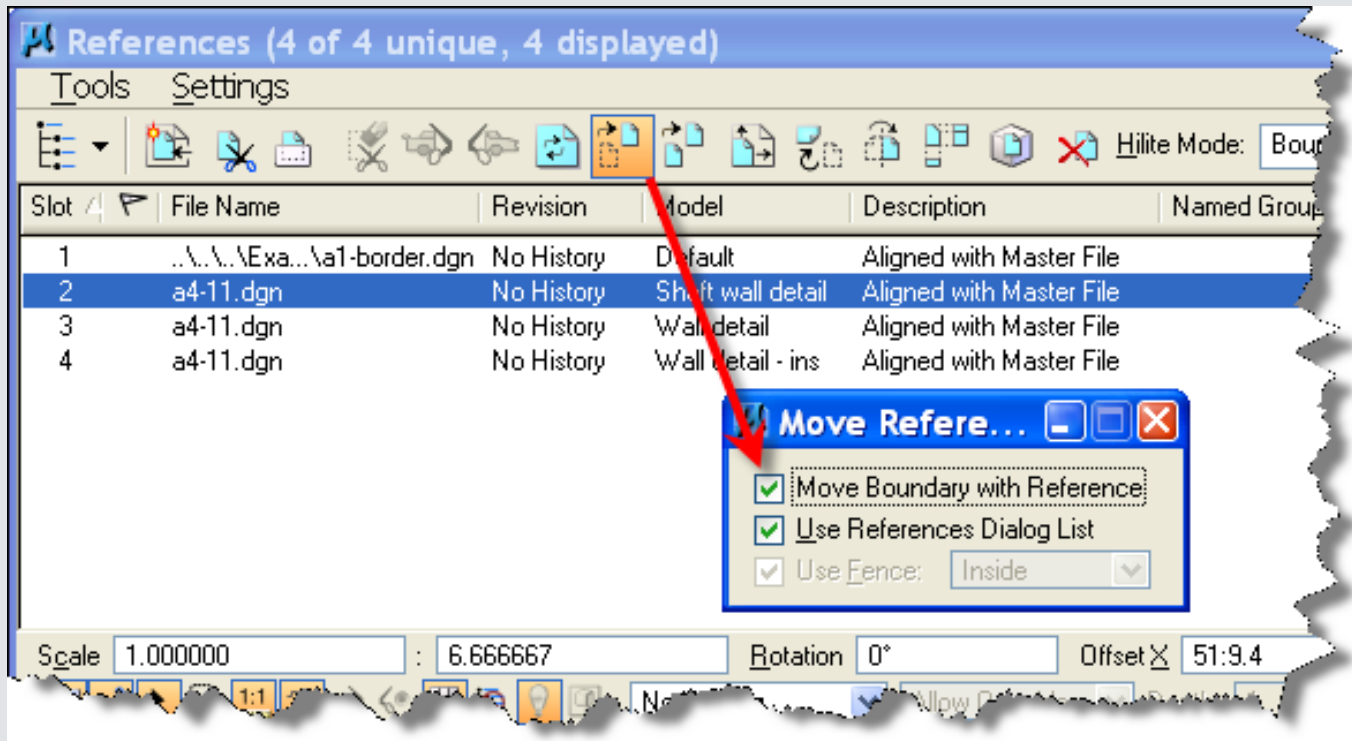 References (4 of 4 unique, 4 displayed)
Tools Settings
Hilite Mode:
Slot File Name Revision Model Description Named Group
1 ..\..\..\Exa...\a1-border.dgn No History Default Aligned with Master File
2 a4-11.dgn No History Shaft wall detail Aligned with Master File
3 a4-11.dgn No History Wall detail Aligned with Master File
4 a4-11.dgn No History Wall detail - ins Aligned with Master File
Move Refere...
Move Boundary with Reference
Use References Dialog List
Use Fence: Inside
Scale 1.000000 : 6.666667 Rotation 0° Offset X 51:9.4
1:1